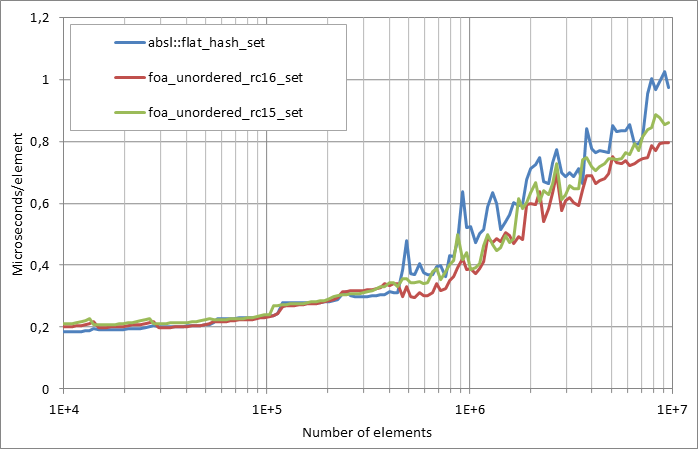 1,2
1
0,8
0,6
0,4
0,2
0
Microseconds/element
absl::flat_hash_set
foa_unordered_rc16_set
foa_unordered_rc15_set
1E+4
1E+5
1E+6
1E+7
Number of elements